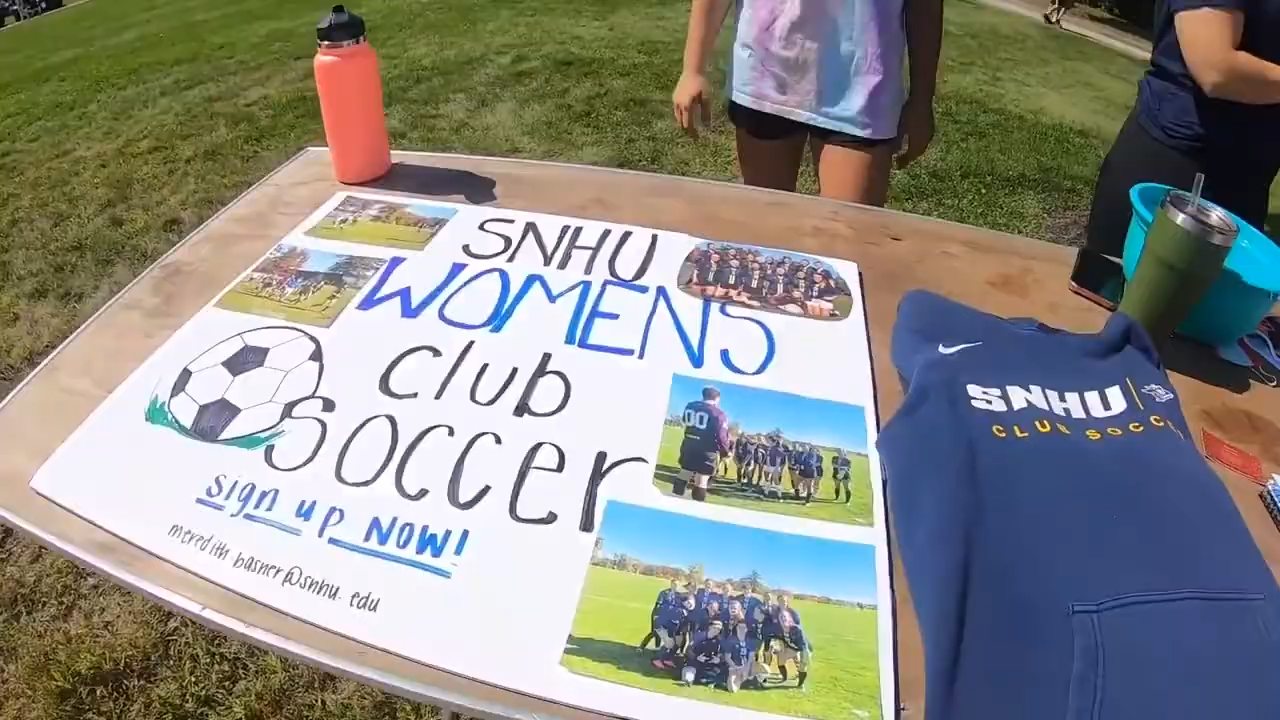 SNHU
WOMENS
Club
Soccer
sign up NOW!
meredith basner@snhu.edu
00
SNHU
CLUB SOCCER